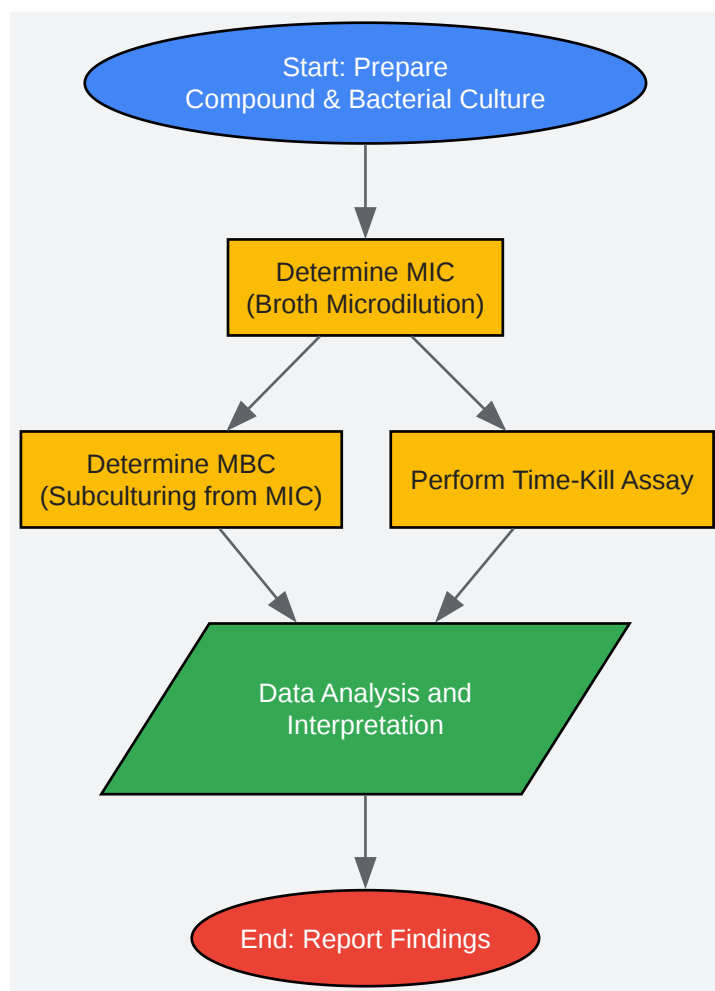 Start: Prepare
Compound & Bacterial Culture
Determine MIC
(Broth Microdilution)
Determine MBC
(Subculturing from MIC)
Perform Time-Kill Assay
Data Analysis and
Interpretation
End: Report Findings